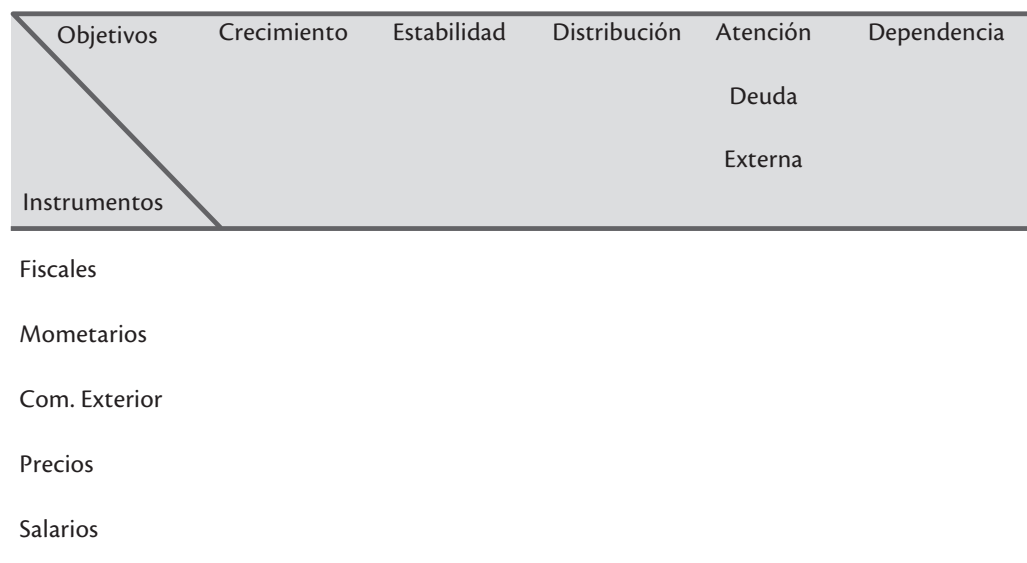 Objetivos Crecimiento Estabilidad Distribución Atención Dependencia
Deuda
Externa
Instrumentos
Fiscales
Mometarios
Com. Exterior
Precios
Salarios